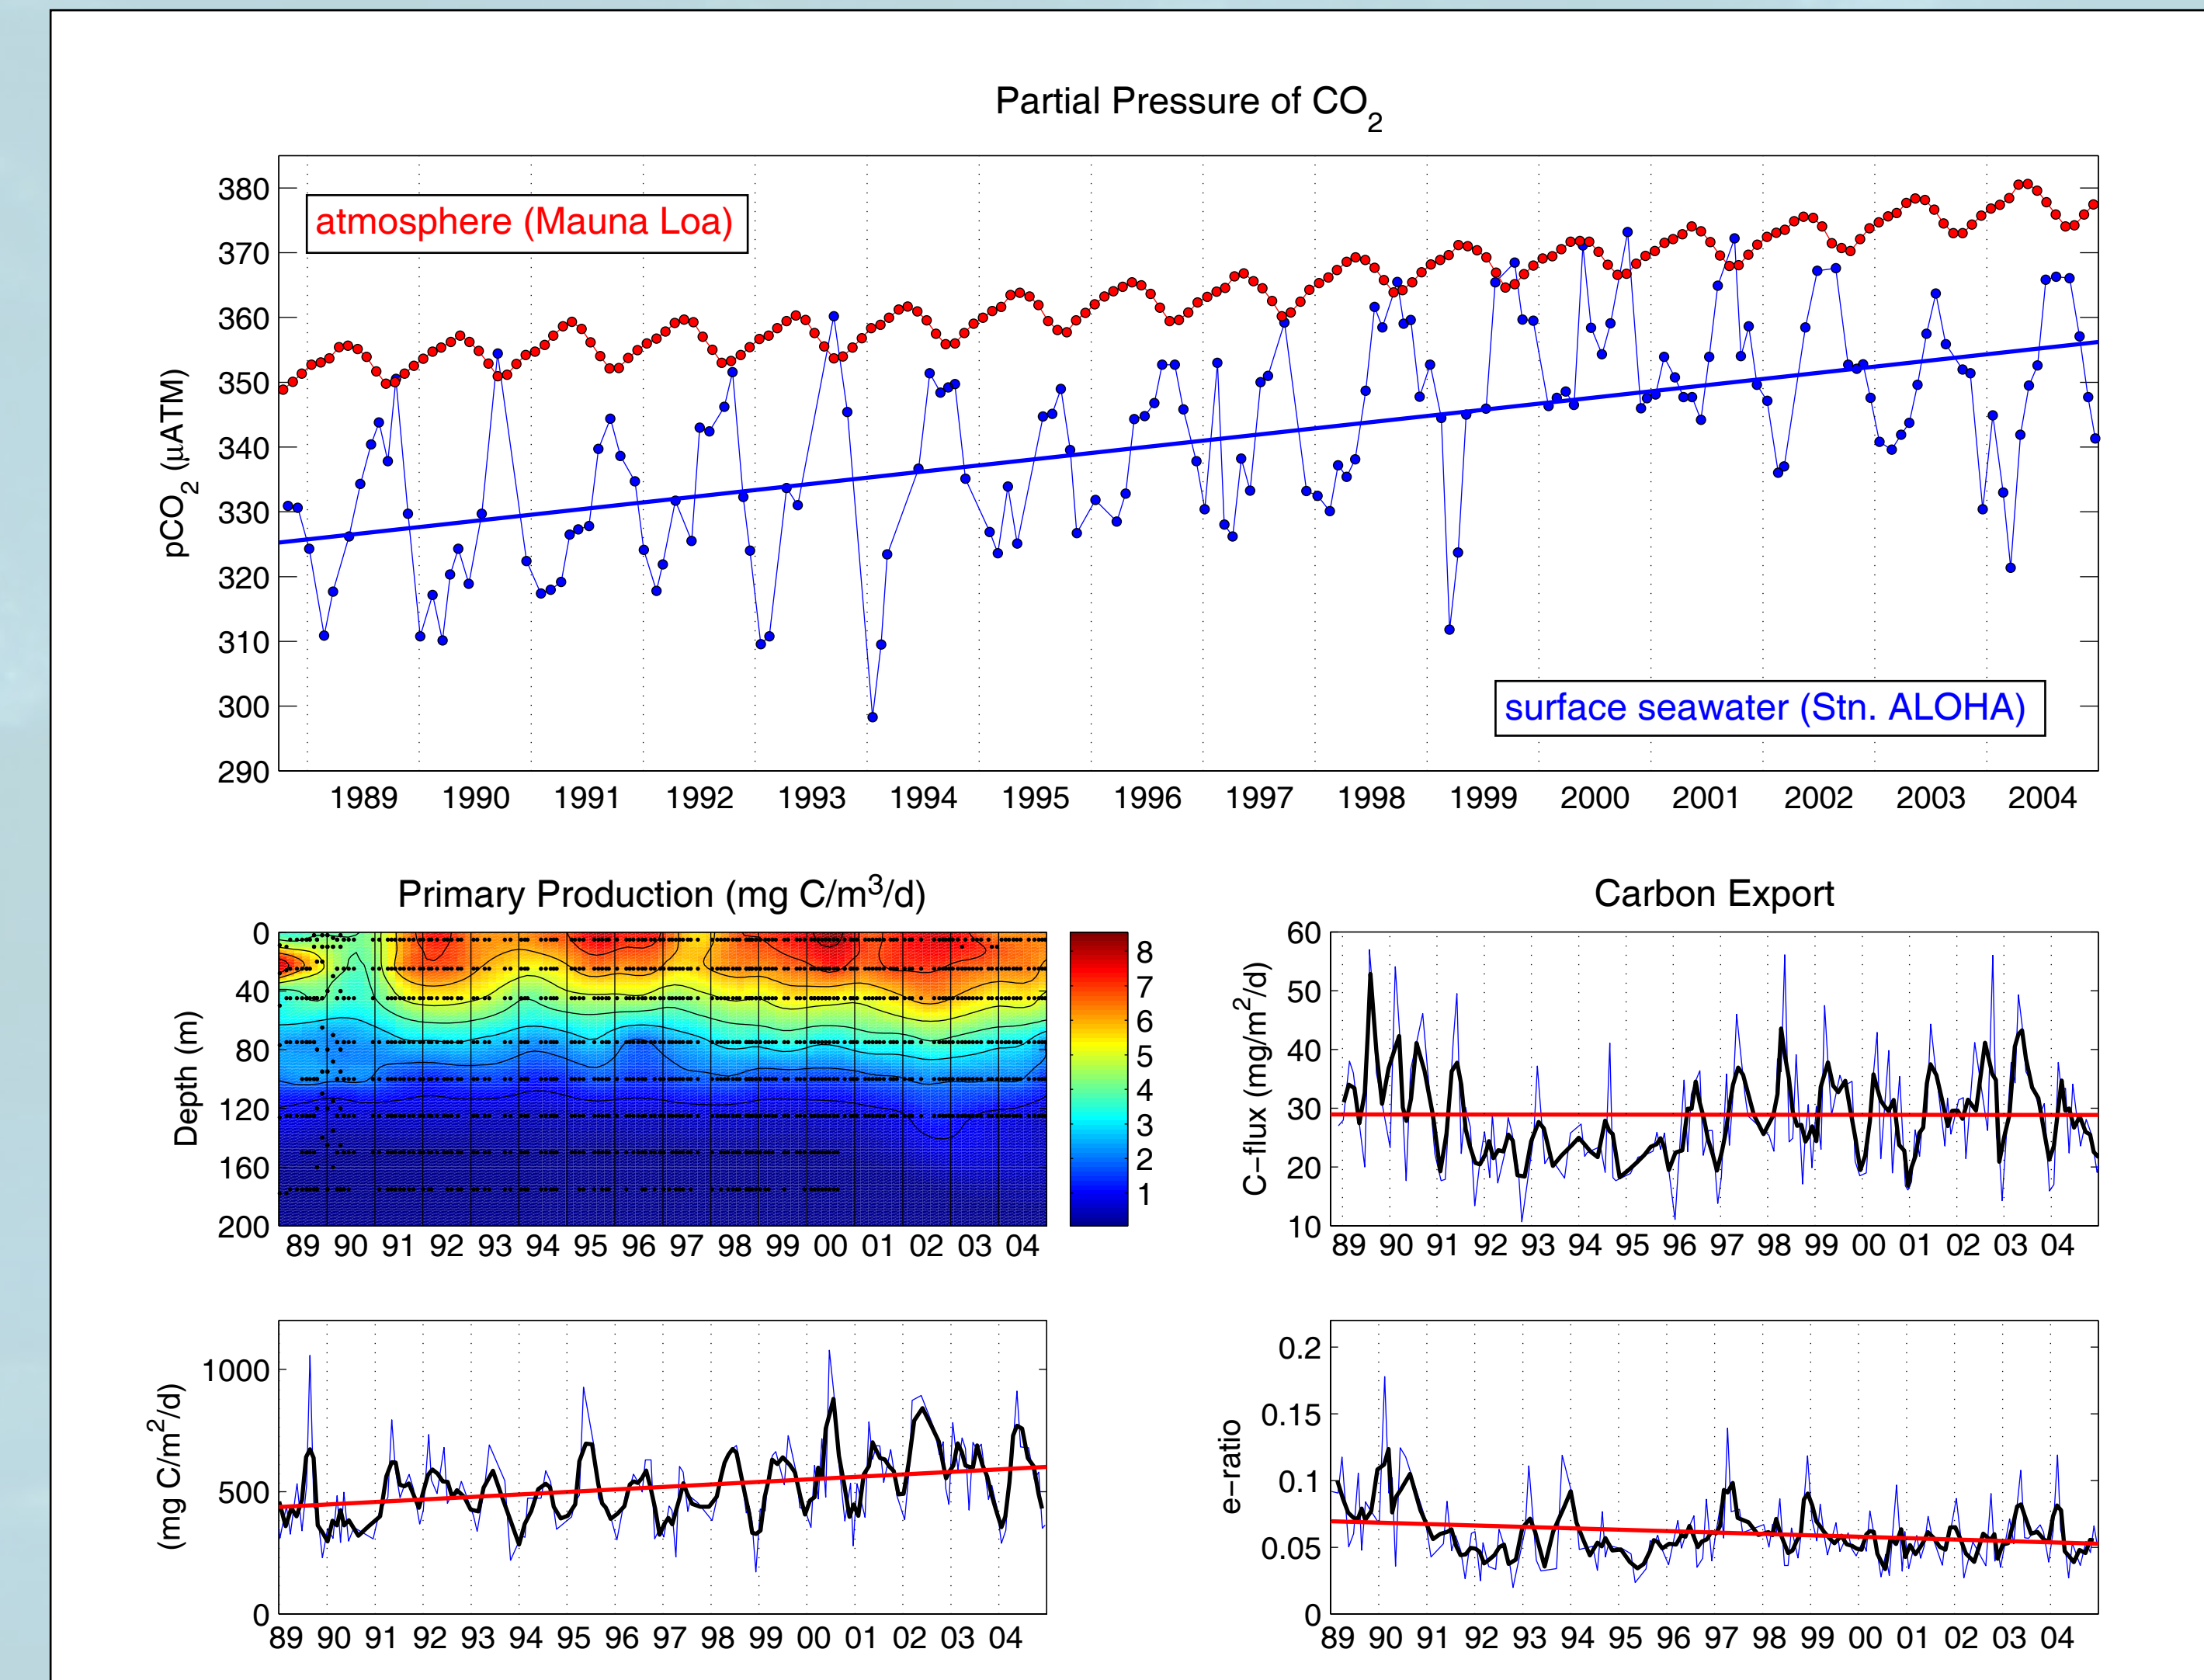 Partial Pressure of CO2
380
370
360
350
340
330
320
310
300
290
pCO2 (μATM)
atmosphere (Mauna Loa)
surface seawater (Stn. ALOHA)
1989 1990 1991 1992 1993 1994 1995 1996 1997 1998 1999 2000 2001 2002 2003 2004
Primary Production (mg C/m3/d)
0
40
80
120
160
200
Depth (m)
89 90 91 92 93 94 95 96 97 98 99 00 01 02 03 04
8
7
6
5
4
3
2
1
Carbon Export
60
50
40
30
20
10
C-flux (mg/m2/d)
89 90 91 92 93 94 95 96 97 98 99 00 01 02 03 04
1000
500
0
(mg C/m2/d)
89 90 91 92 93 94 95 96 97 98 99 00 01 02 03 04
0.2
0.15
0.1
0.05
0
e-ratio
89 90 91 92 93 94 95 96 97 98 99 00 01 02 03 04